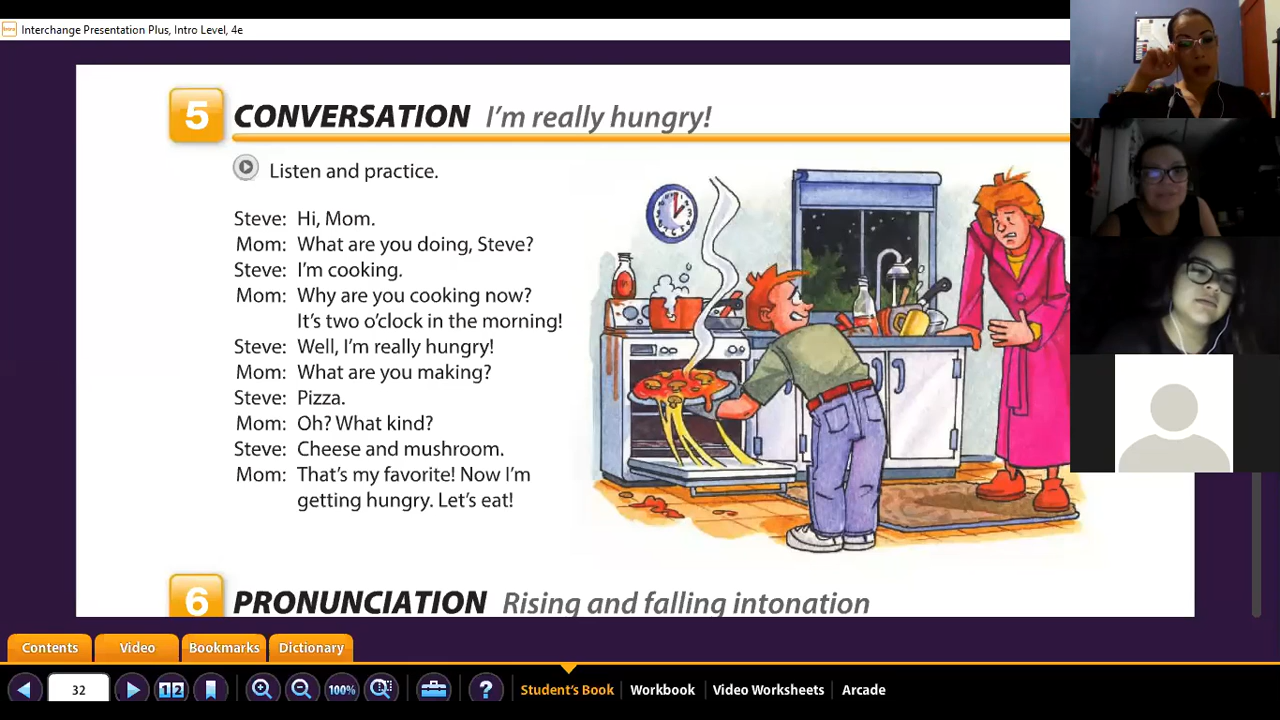 Interchange Presentation Plus, Intro Level, 4e
5 CONVERSATION I'm really hungry!
Listen and practice.
Steve: Hi, Mom.
Mom: What are you doing, Steve?
Steve: I'm cooking.
Mom: Why are you cooking now?
It's two o'clock in the morning!
Steve: Well, I'm really hungry!
Mom: What are you making?
Steve: Pizza.
Mom: Oh? What kind?
Steve: Cheese and mushroom.
Mom: That's my favorite! Now I'm
getting hungry. Let's eat!
6 PRONUNCIATION Rising and falling intonation
Contents Video Bookmarks Dictionary
32 1 2 100% ? Student's Book Workbook Video Worksheets Arcade